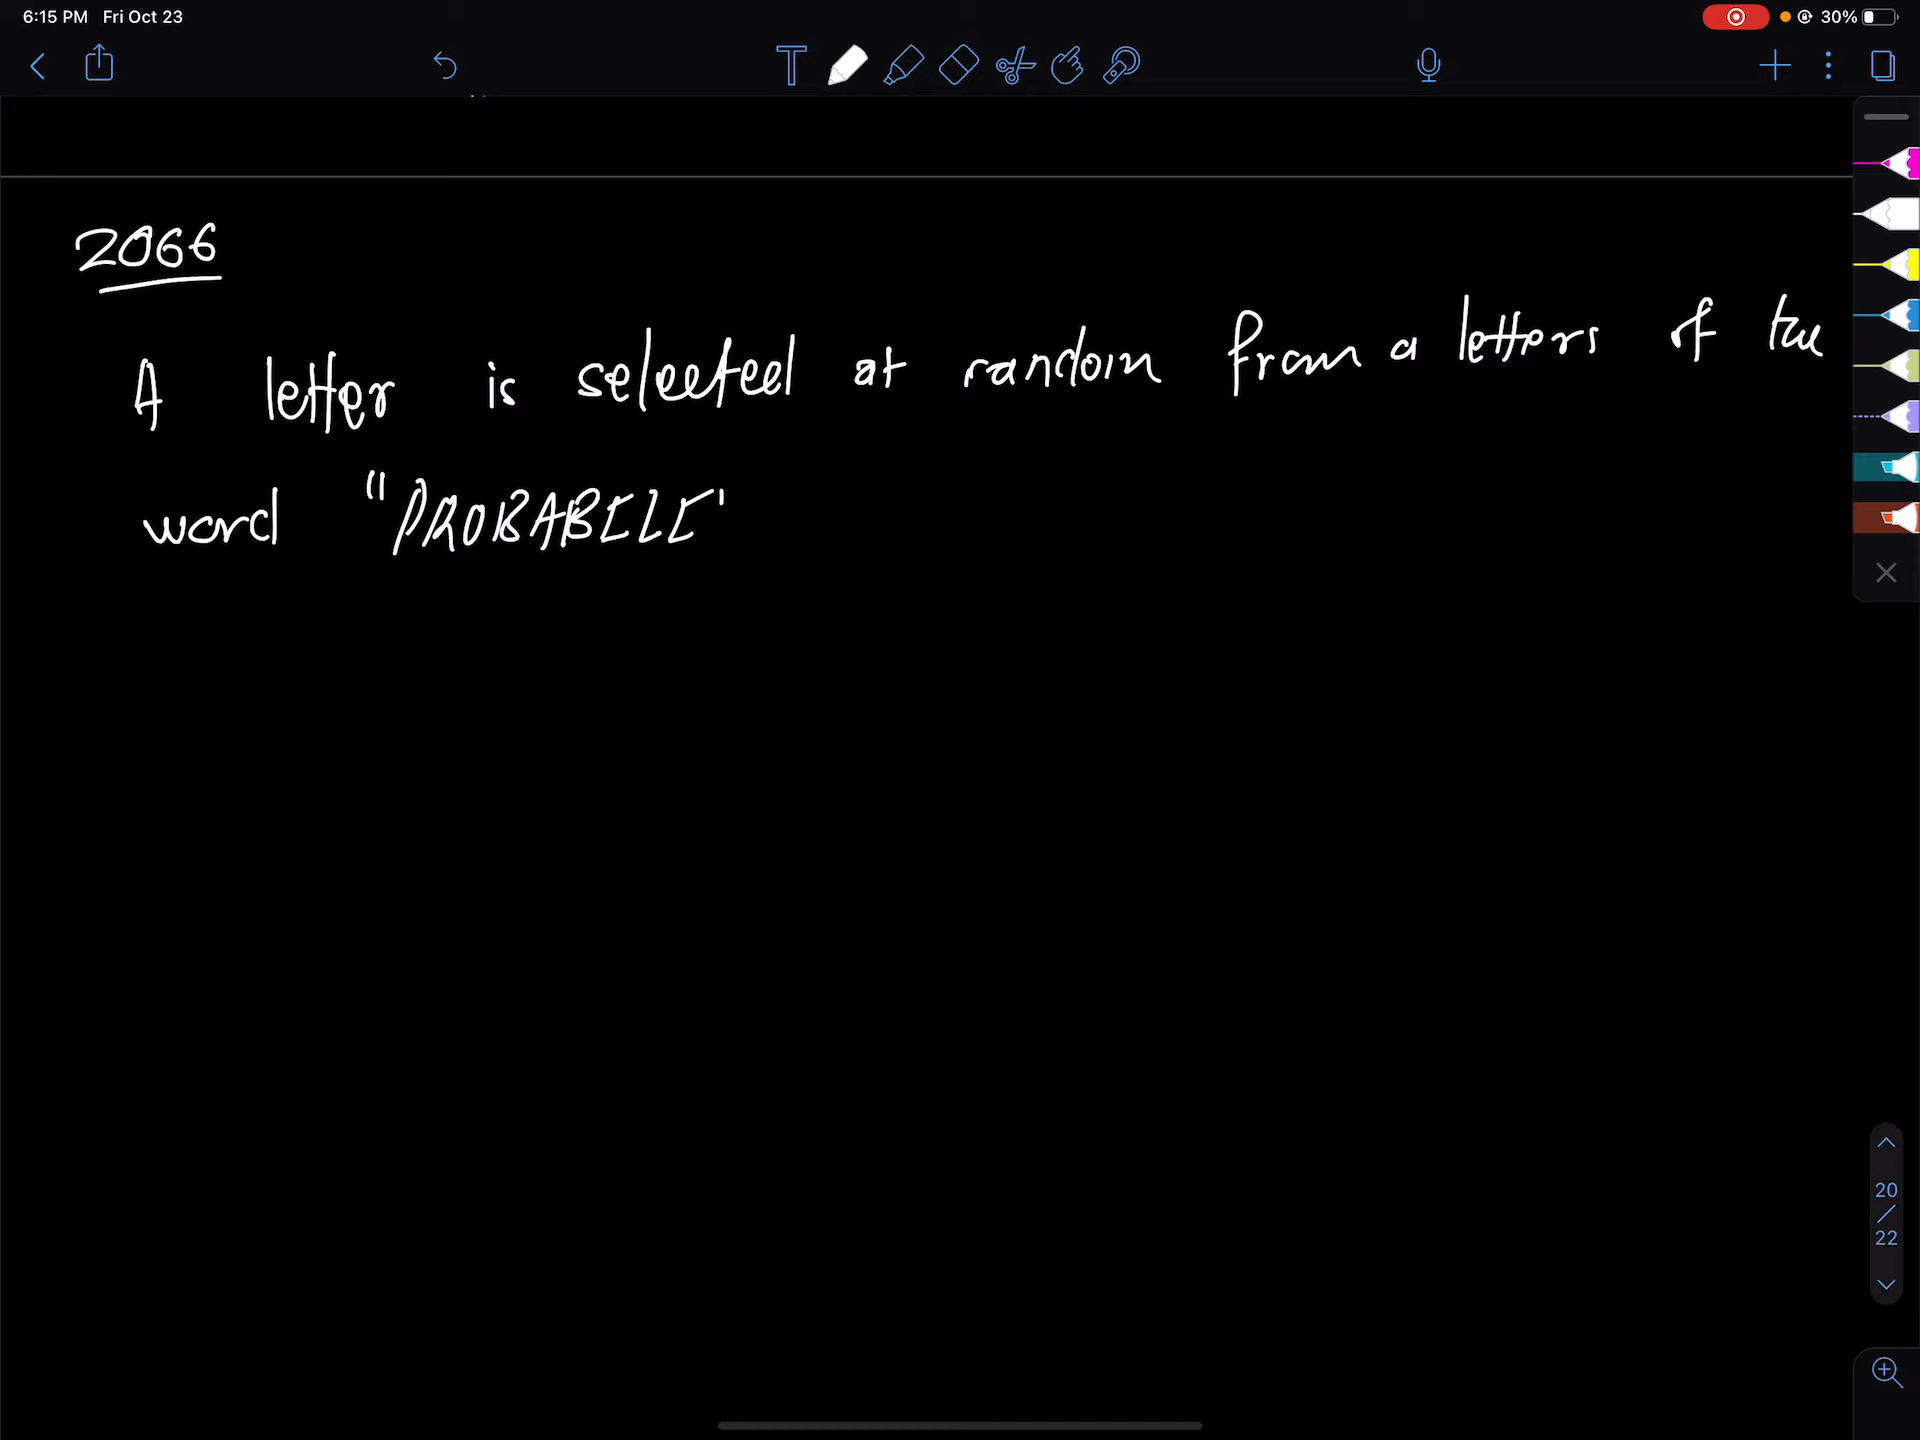 6:15 PM Fri Oct 23 30%
2066
A letter is selected at random from a letters of the
word "PROBABELE"
20
/
22